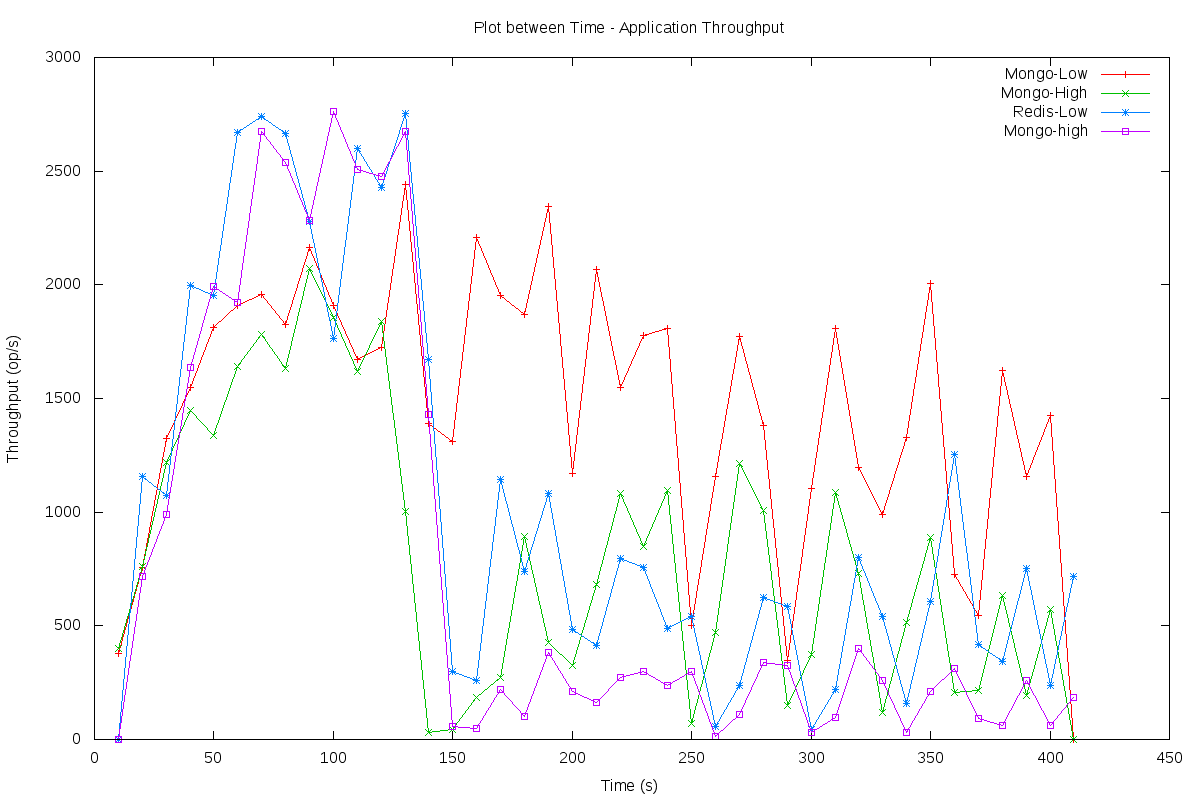 Plot between Time - Application Throughput
Mongo-Low
Mongo-High
Redis-Low
Mongo-high
3000
2500
2000
1500
1000
500
0
Throughput (op/s)
0 50 100 150 200 250 300 350 400 450
Time (s)